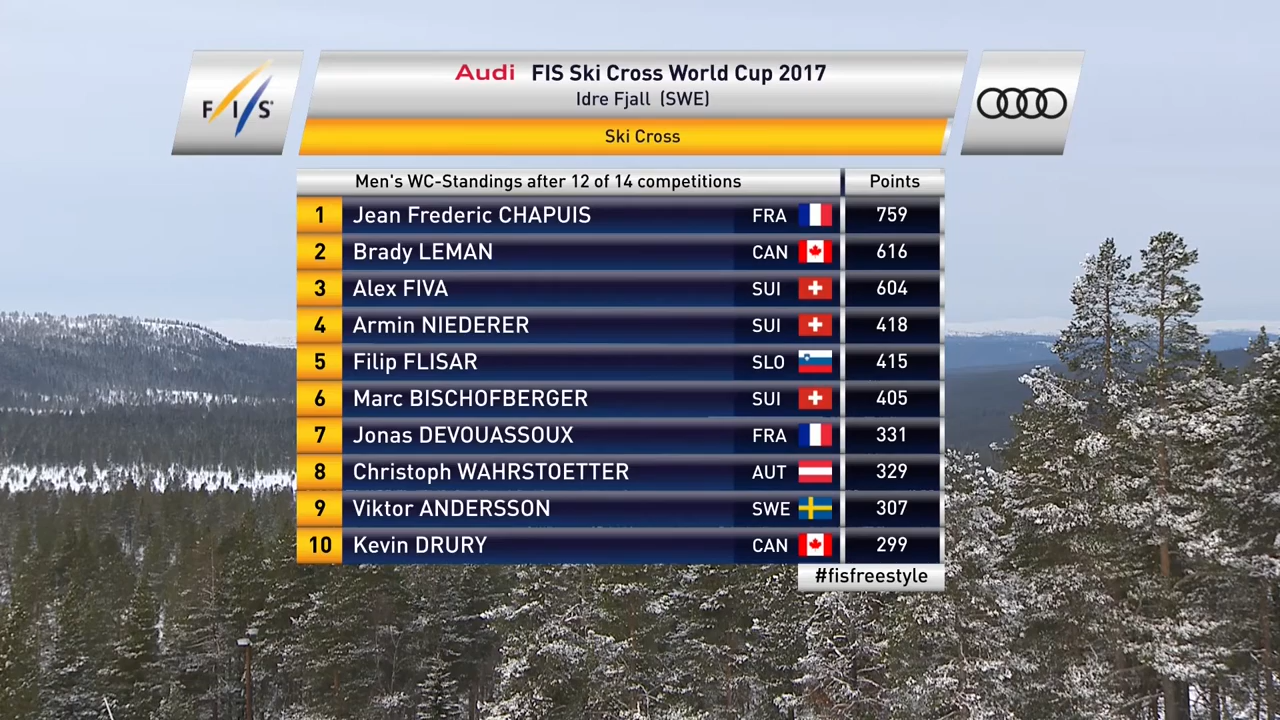 FIS
Audi FIS Ski Cross World Cup 2017
Idre Fjall (SWE)
Ski Cross
Men's WC-Standings after 12 of 14 competitions Points
1 Jean Frederic CHAPUIS FRA 759
2 Brady LEMAN CAN 616
3 Alex FIVA SUI 604
4 Armin NIEDERER SUI 418
5 Filip FLISAR SLO 415
6 Marc BISCHOFBERGER SUI 405
7 Jonas DEVOUASSOUX FRA 331
8 Christoph WAHRSTOETTER AUT 329
9 Viktor ANDERSSON SWE 307
10 Kevin DRURY CAN 299
#fisfreestyle